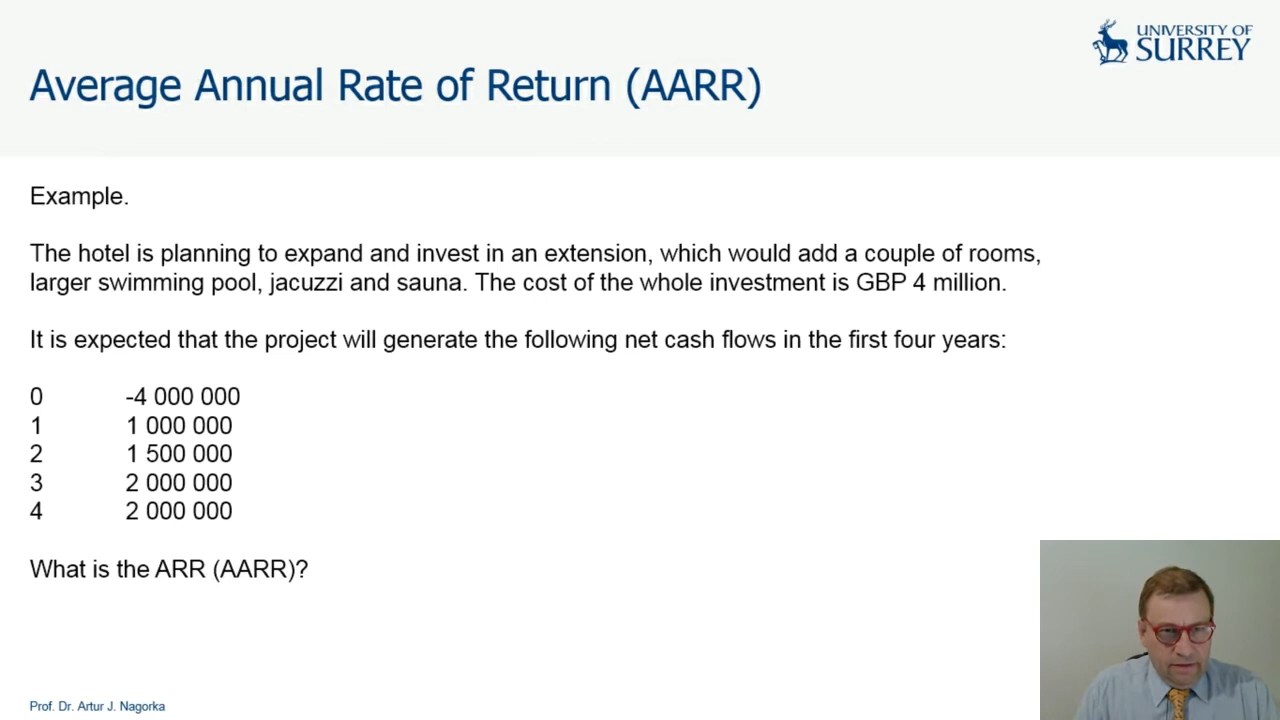 UNIVERSITY OF
SURREY
Average Annual Rate of Return (AARR)
Example.
The hotel is planning to expand and invest in an extension, which would add a couple of rooms,
larger swimming pool, jacuzzi and sauna. The cost of the whole investment is GBP 4 million.
It is expected that the project will generate the following net cash flows in the first four years:
0 -4 000 000
1 1 000 000
2 1 500 000
3 2 000 000
4 2 000 000
What is the ARR (AARR)?
Prof. Dr. Artur J. Nagorka